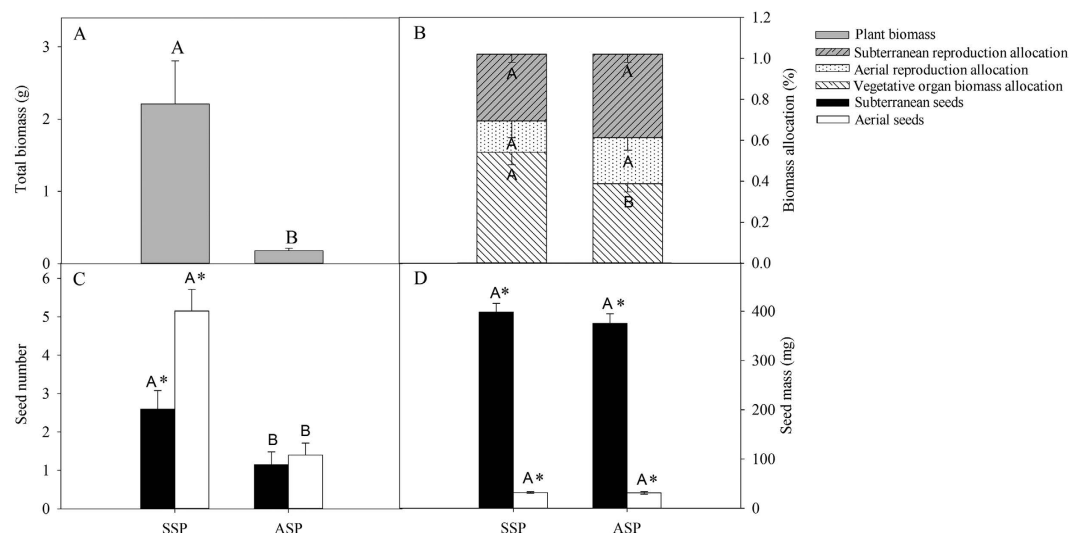 A
3
2
1
0
Total biomass (g)
A
B
B
1.2
1.0
0.8
0.6
0.4
0.2
0.0
Biomass allocation (%)
A
A
A
A
A
B
Plant biomass
Subterranean reproduction allocation
Aerial reproduction allocation
Vegetative organ biomass allocation
Subterranean seeds
Aerial seeds
C
6
5
4
3
2
1
0
Seed number
A*
A*
B
B
SSP
ASP
D
400
300
200
100
0
Seed mass (mg)
A*
A*
A*
A*
SSP
ASP